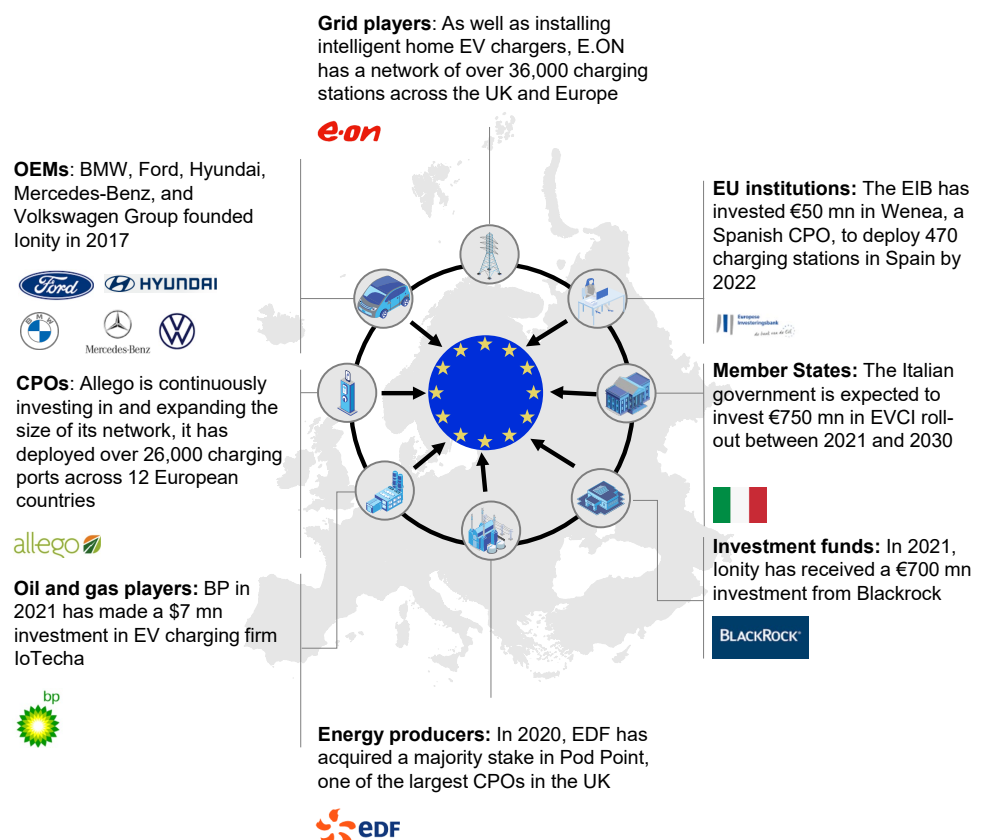 Grid players: As well as installing
intelligent home EV chargers, E.ON
has a network of over 36,000 charging
stations across the UK and Europe
e·on
OEMs: BMW, Ford, Hyundai,
Mercedes-Benz, and
Volkswagen Group founded
Ionity in 2017
Ford
HYUNDAI
BMW
Mercedes-Benz
VW
CPOs: Allego is continuously
investing in and expanding the
size of its network, it has
deployed over 26,000 charging
ports across 12 European
countries
allego
Oil and gas players: BP in
2021 has made a $7 mn
investment in EV charging firm
IoTecha
bp
EU institutions: The EIB has
invested €50 mn in Wenea, a
Spanish CPO, to deploy 470
charging stations in Spain by
2022
Europese
Investeringsbank
de bank van de EU
Member States: The Italian
government is expected to
invest €750 mn in EVCI roll-
out between 2021 and 2030
Investment funds: In 2021,
Ionity has received a €700 mn
investment from Blackrock
BLACKROCK®
Energy producers: In 2020, EDF has
acquired a majority stake in Pod Point,
one of the largest CPOs in the UK
eDF